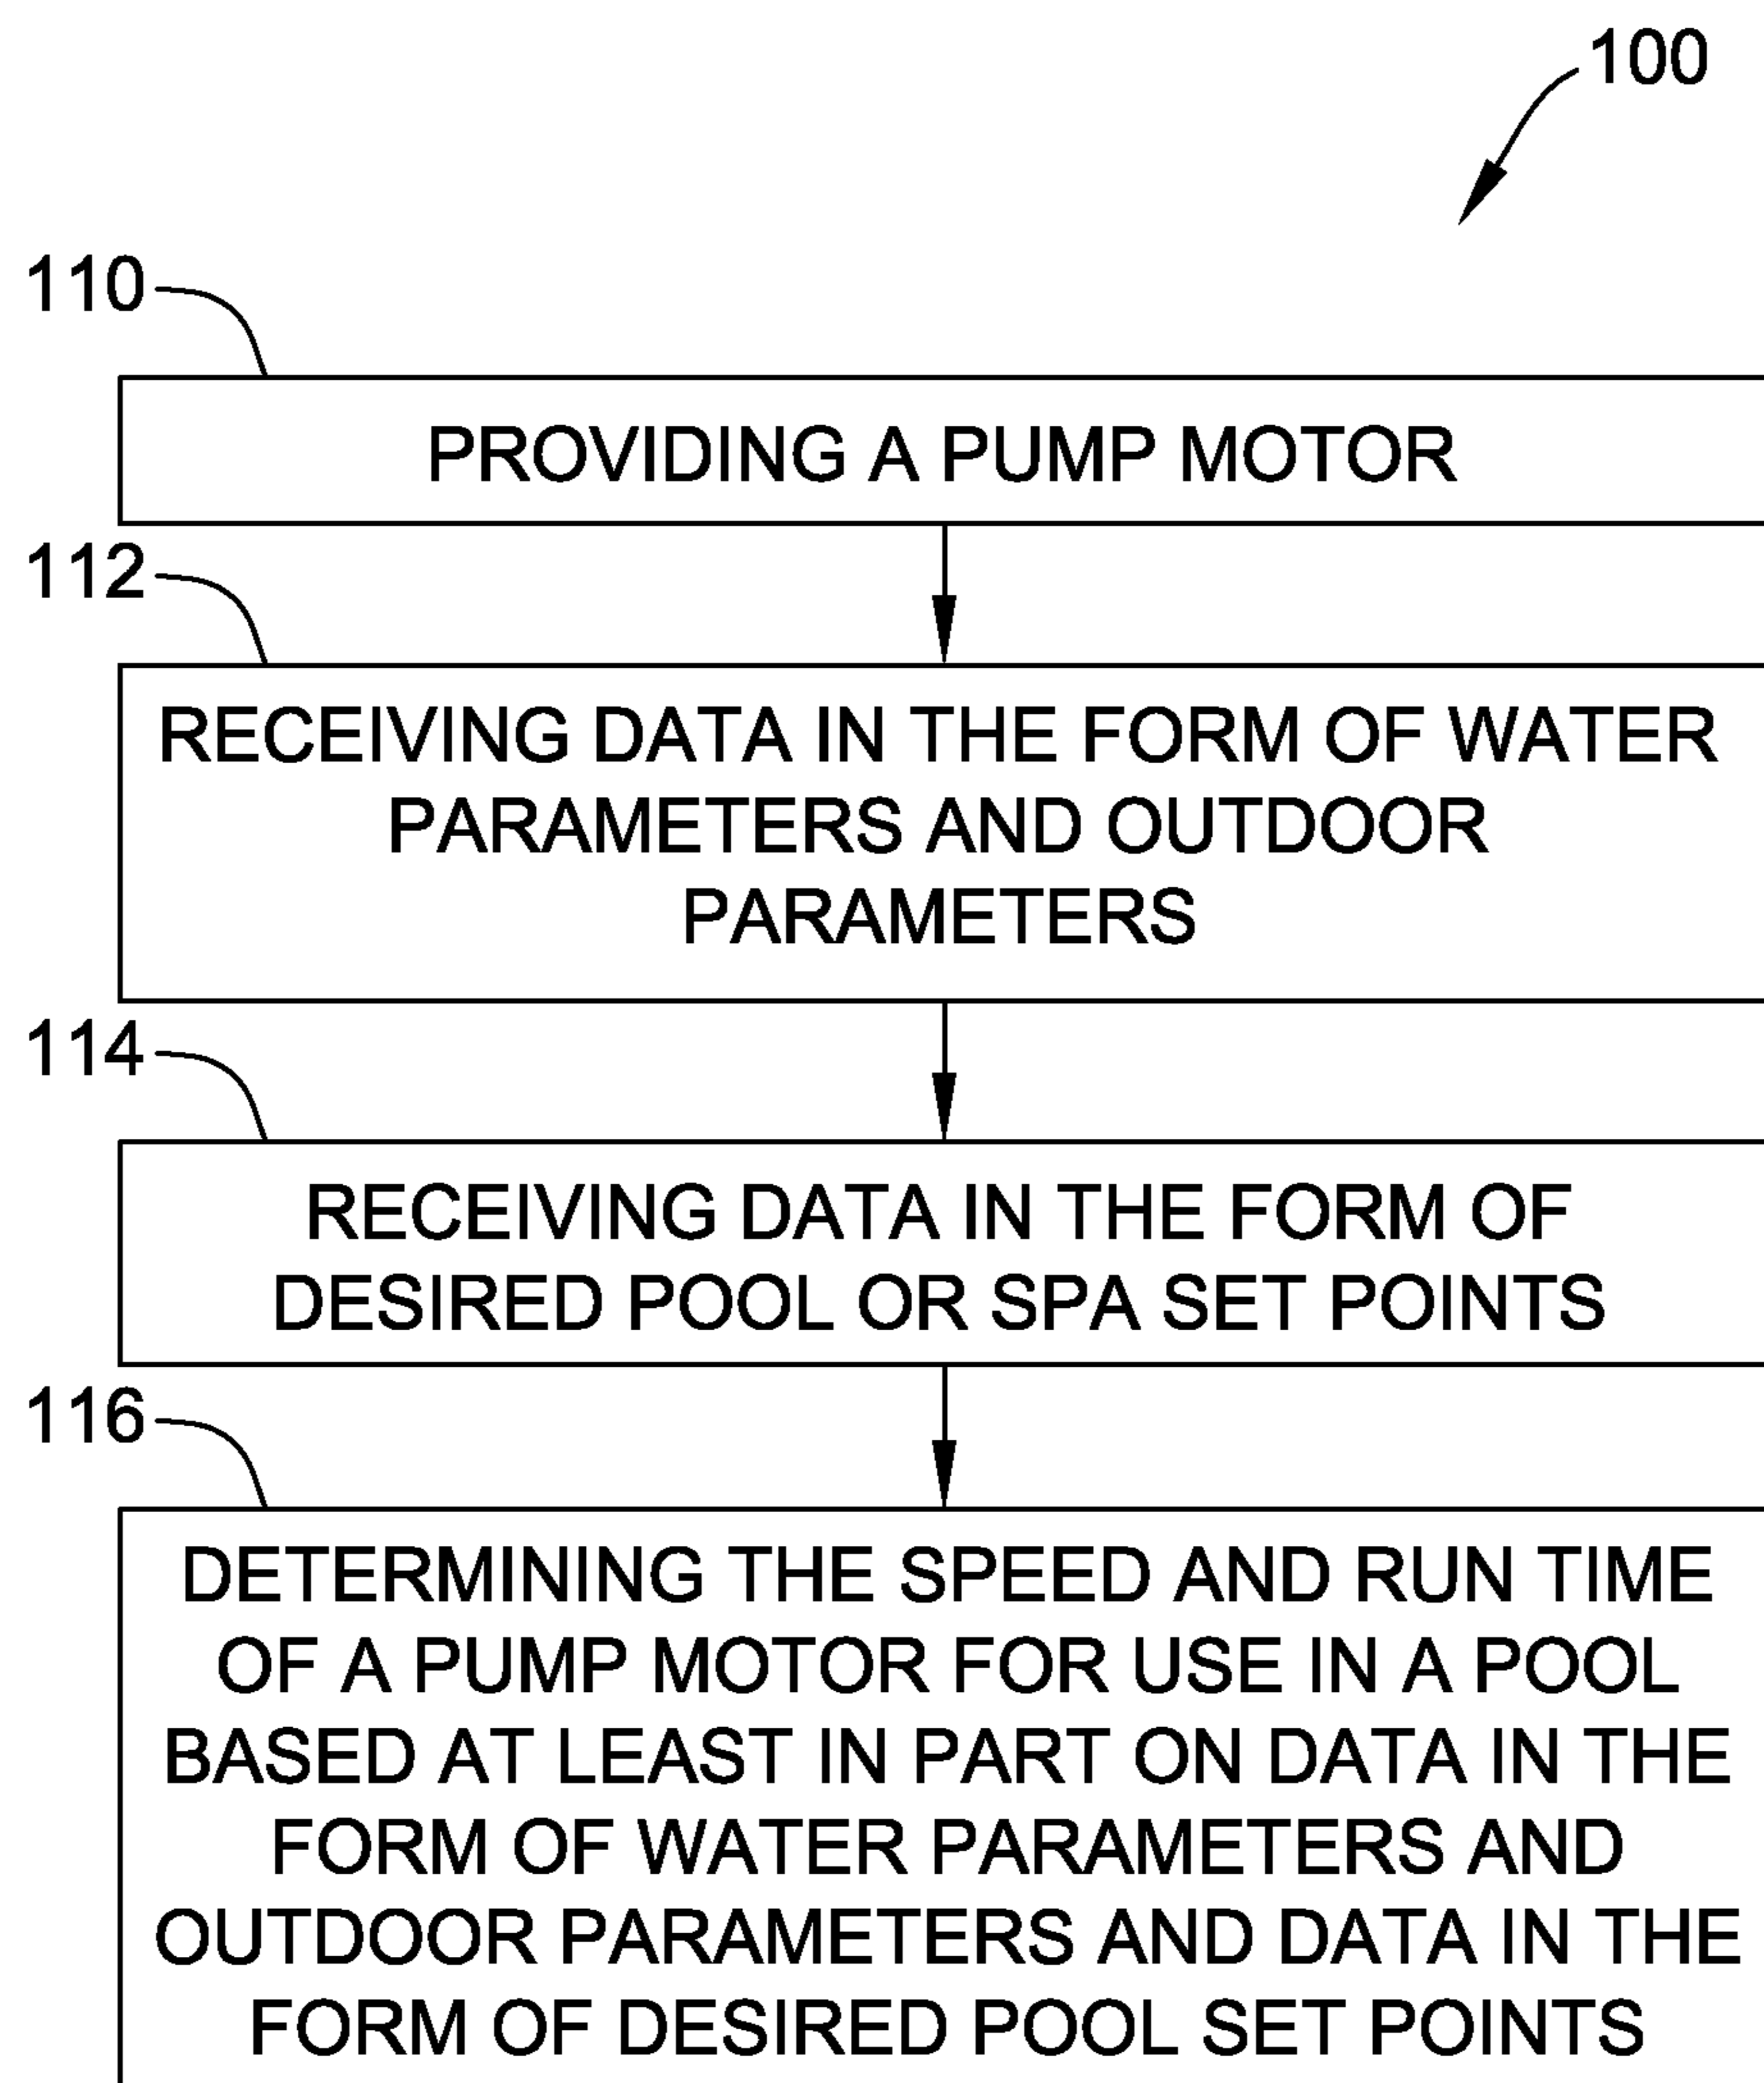 100
110
PROVIDING A PUMP MOTOR
112
RECEIVING DATA IN THE FORM OF WATER
PARAMETERS AND OUTDOOR
PARAMETERS
114
RECEIVING DATA IN THE FORM OF
DESIRED POOL OR SPA SET POINTS
116
DETERMINING THE SPEED AND RUN TIME
OF A PUMP MOTOR FOR USE IN A POOL
BASED AT LEAST IN PART ON DATA IN THE
FORM OF WATER PARAMETERS AND
OUTDOOR PARAMETERS AND DATA IN THE
FORM OF DESIRED POOL SET POINTS